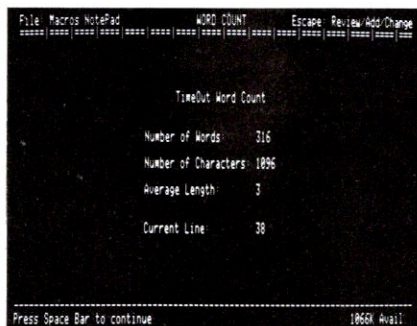 File: Macros NotePad WORD COUNT Escape: Review/Add/Change
====|====|====|====|====|====|====|====|====|====|====|====|====|====|====|===
TimeOut Word Count
Number of Words: 316
Number of Characters: 1096
Average Length: 3
Current Line: 38
Press Space Bar to continue 1066K Avail